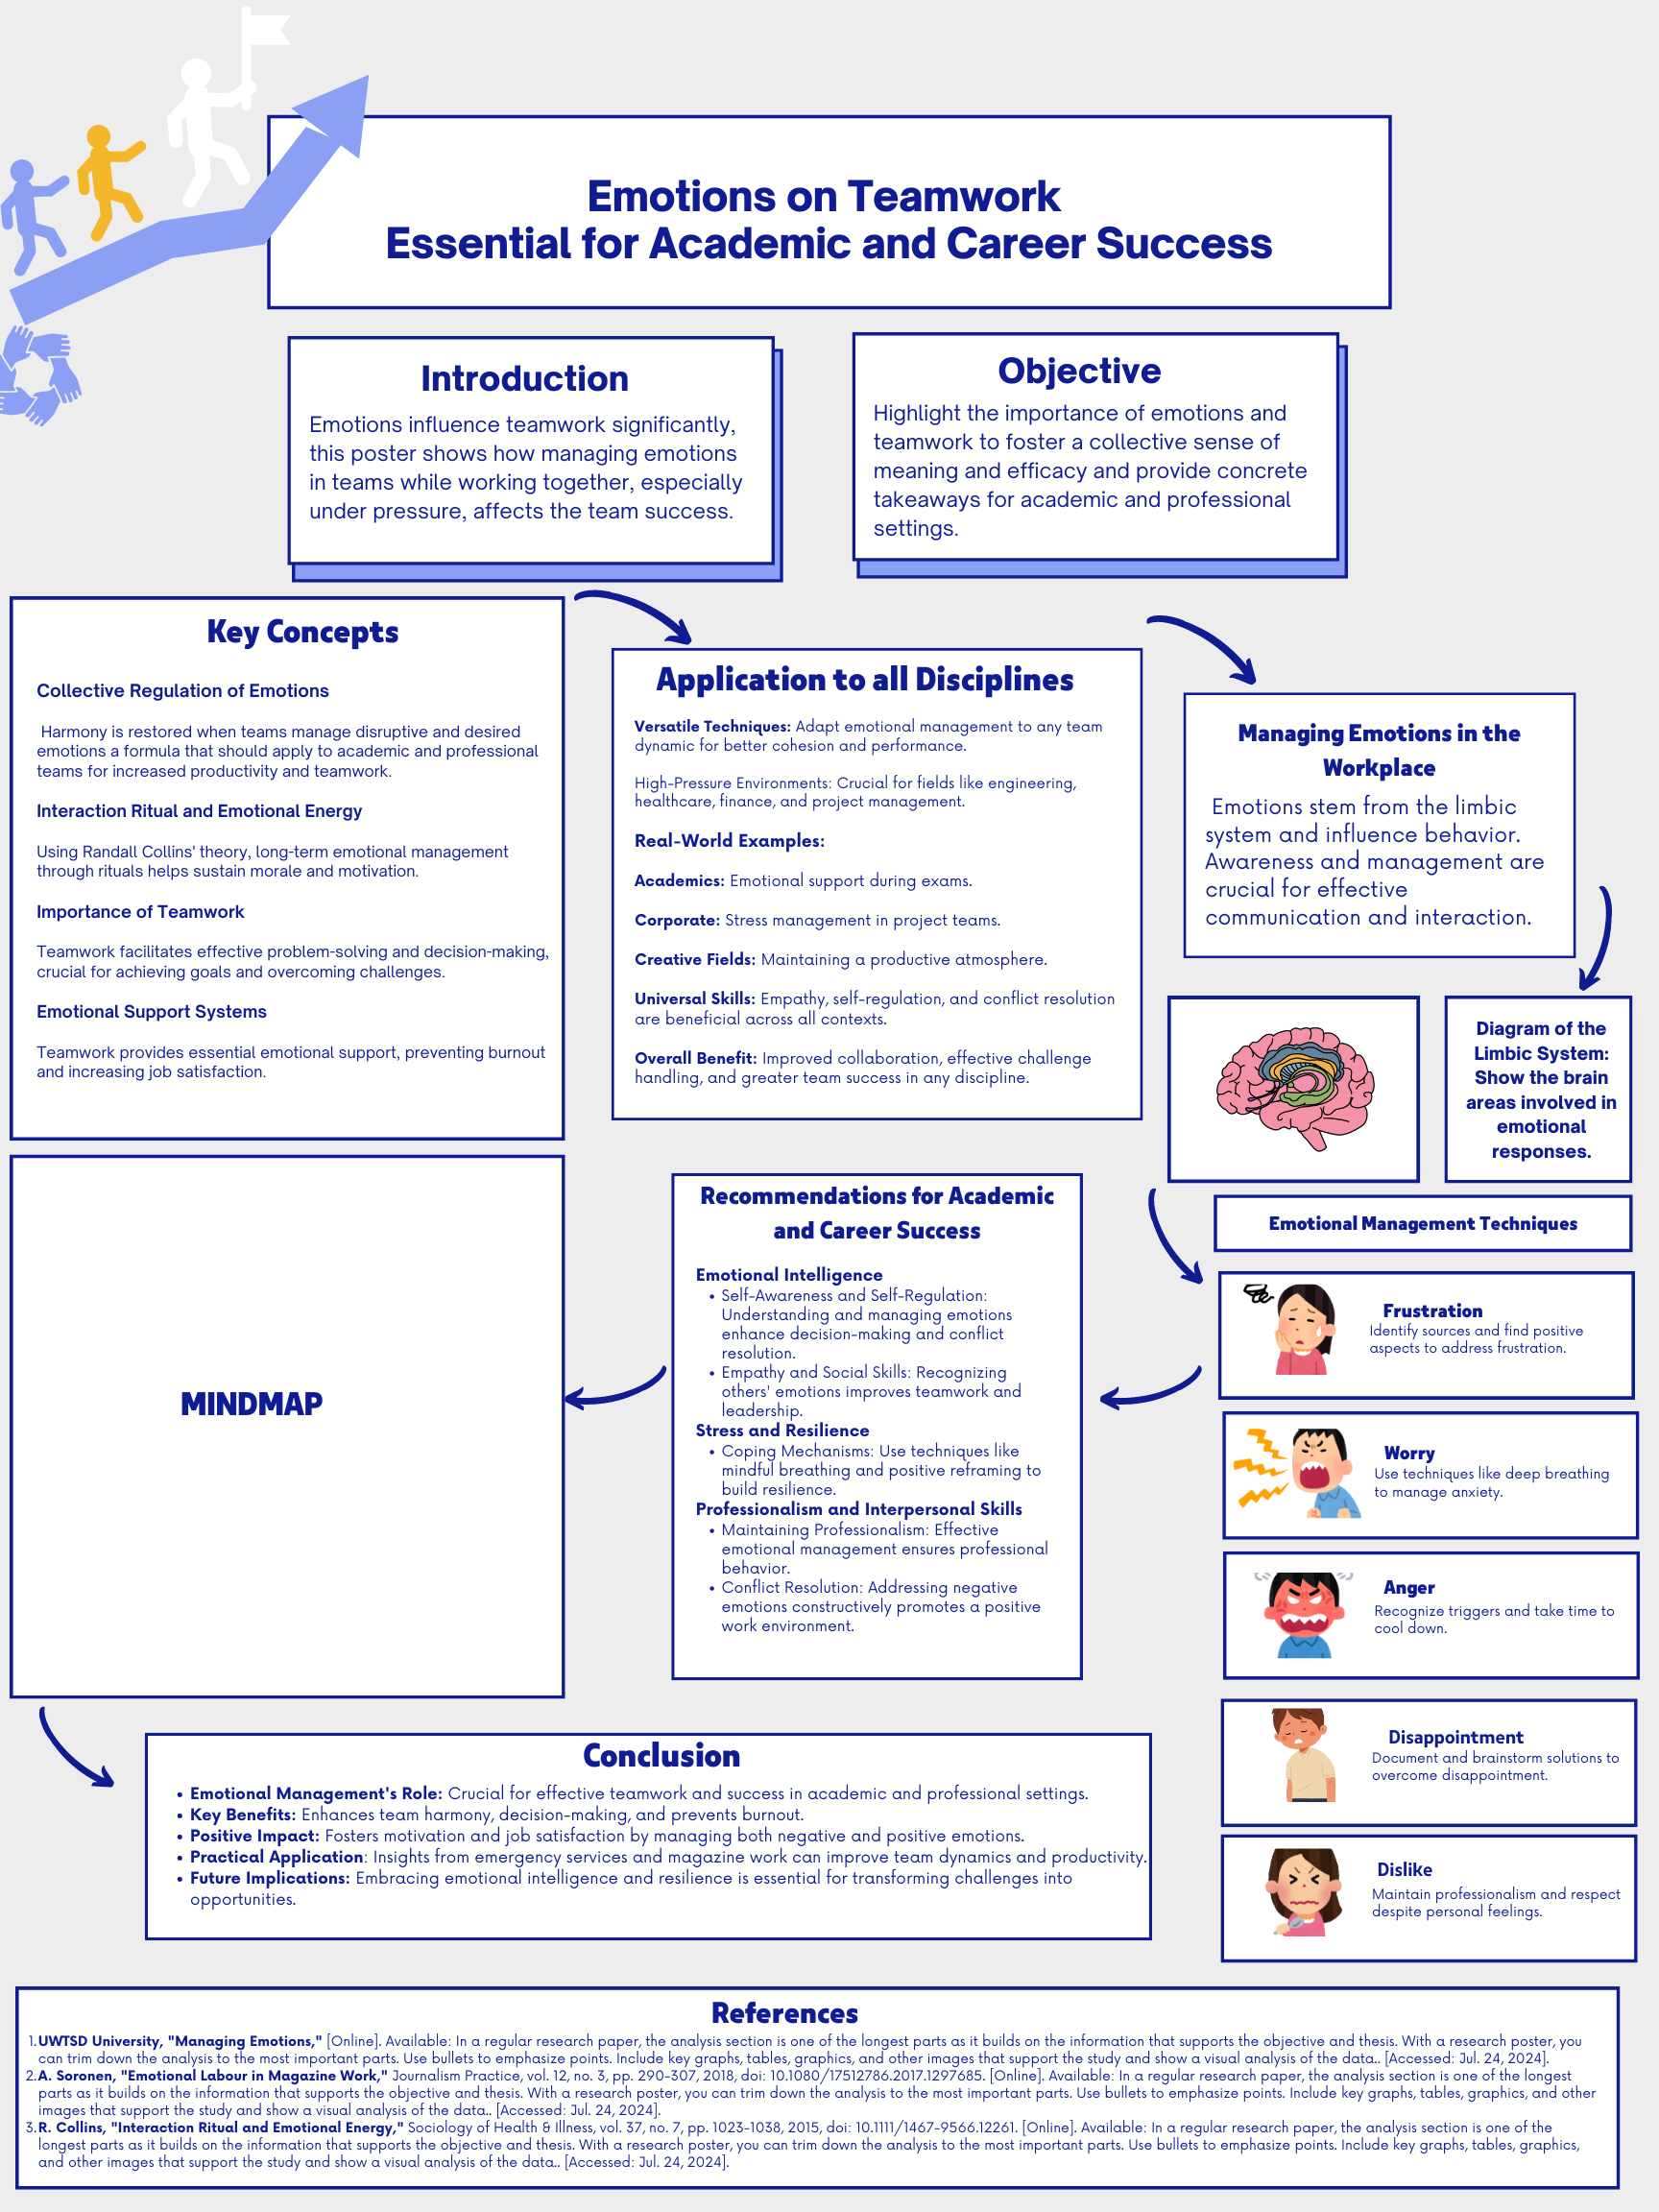 Emotions on Teamwork
Essential for Academic and Career Success
Introduction
Emotions influence teamwork significantly,
this poster shows how managing emotions
in teams while working together, especially
under pressure, affects the team success.
Objective
Highlight the importance of emotions and
teamwork to foster a collective sense of
meaning and efficacy and provide concrete
takeaways for academic and professional
settings.
Key Concepts
Collective Regulation of Emotions
Harmony is restored when teams manage disruptive and desired
emotions a formula that should apply to academic and professional
teams for increased productivity and teamwork.
Interaction Ritual and Emotional Energy
Using Randall Collins' theory, long-term emotional management
through rituals helps sustain morale and motivation.
Importance of Teamwork
Teamwork facilitates effective problem-solving and decision-making,
crucial for achieving goals and overcoming challenges.
Emotional Support Systems
Teamwork provides essential emotional support, preventing burnout
and increasing job satisfaction.
Application to all Disciplines
Versatile Techniques: Adapt emotional management to any team
dynamic for better cohesion and performance.
High-Pressure Environments: Crucial for fields like engineering,
healthcare, finance, and project management.
Real-World Examples:
Academics: Emotional support during exams.
Corporate: Stress management in project teams.
Creative Fields: Maintaining a productive atmosphere.
Universal Skills: Empathy, self-regulation, and conflict resolution
are beneficial across all contexts.
Overall Benefit: Improved collaboration, effective challenge
handling, and greater team success in any discipline.
Managing Emotions in the
Workplace
Emotions stem from the limbic
system and influence behavior.
Awareness and management are
crucial for effective
communication and interaction.
Diagram of the
Limbic System:
Show the brain
areas involved in
emotional
responses.
Emotional Management Techniques
Frustration
Identify sources and find positive
aspects to address frustration.
Worry
Use techniques like deep breathing
to manage anxiety.
Anger
Recognize triggers and take time to
cool down.
Disappointment
Document and brainstorm solutions to
overcome disappointment.
Dislike
Maintain professionalism and respect
despite personal feelings.
Recommendations for Academic
and Career Success
Emotional Intelligence
• Self-Awareness and Self-Regulation:
Understanding and managing emotions
enhance decision-making and conflict
resolution.
• Empathy and Social Skills: Recognizing
others' emotions improves teamwork and
leadership.
Stress and Resilience
• Coping Mechanisms: Use techniques like
mindful breathing and positive reframing to
build resilience.
Professionalism and Interpersonal Skills
• Maintaining Professionalism: Effective
emotional management ensures professional
behavior.
• Conflict Resolution: Addressing negative
emotions constructively promotes a positive
work environment.
MINDMAP
Conclusion
• Emotional Management's Role: Crucial for effective teamwork and success in academic and professional settings.
• Key Benefits: Enhances team harmony, decision-making, and prevents burnout.
• Positive Impact: Fosters motivation and job satisfaction by managing both negative and positive emotions.
• Practical Application: Insights from emergency services and magazine work can improve team dynamics and productivity.
• Future Implications: Embracing emotional intelligence and resilience is essential for transforming challenges into
opportunities.
References
1. UWTSD University, "Managing Emotions," [Online]. Available: In a regular research paper, the analysis section is one of the longest parts as it builds on the information that supports the objective and thesis. With a research poster, you
can trim down the analysis to the most important parts. Use bullets to emphasize points. Include key graphs, tables, graphics, and other images that support the study and show a visual analysis of the data.. [Accessed: Jul. 24, 2024].
2. A. Soronen, "Emotional Labour in Magazine Work," Journalism Practice, vol. 12, no. 3, pp. 290-307, 2018, doi: 10.1080/17512786.2017.1297685. [Online]. Available: In a regular research paper, the analysis section is one of the longest
parts as it builds on the information that supports the objective and thesis. With a research poster, you can trim down the analysis to the most important parts. Use bullets to emphasize points. Include key graphs, tables, graphics, and other
images that support the study and show a visual analysis of the data.. [Accessed: Jul. 24, 2024].
3. R. Collins, "Interaction Ritual and Emotional Energy," Sociology of Health & Illness, vol. 37, no. 7, pp. 1023-1038, 2015, doi: 10.1111/1467-9566.12261. [Online]. Available: In a regular research paper, the analysis section is one of the
longest parts as it builds on the information that supports the objective and thesis. With a research poster, you can trim down the analysis to the most important parts. Use bullets to emphasize points. Include key graphs, tables, graphics,
and other images that support the study and show a visual analysis of the data.. [Accessed: Jul. 24, 2024].